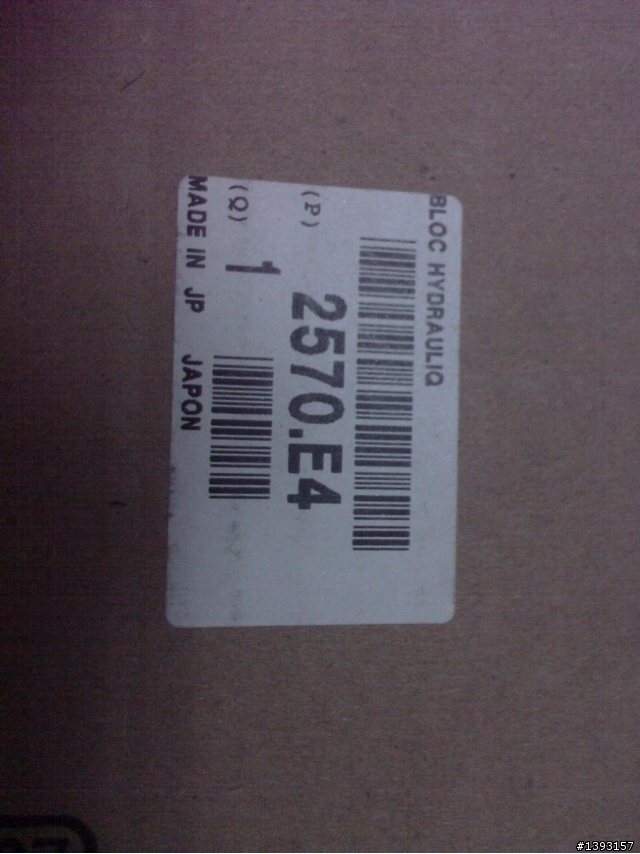 BLOC HYDRAULIQ
(P) 2570.E4
(Q) 1
MADE IN JP JAPON
#1393157